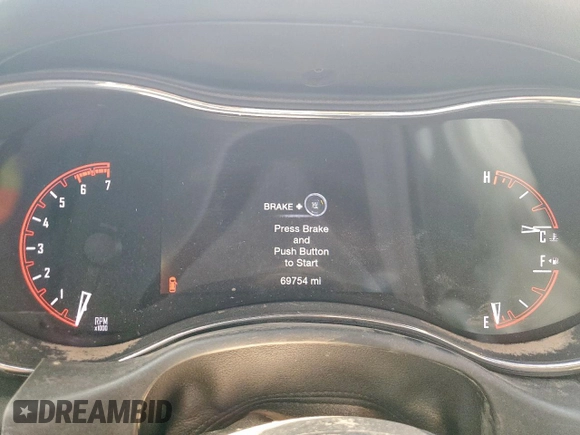 6 7
5
4
3
2
1
RPM
x1000
BRAKE +
Press Brake
and
Push Button
to Start
69754 mi
H
C
F
E
DREAMBID